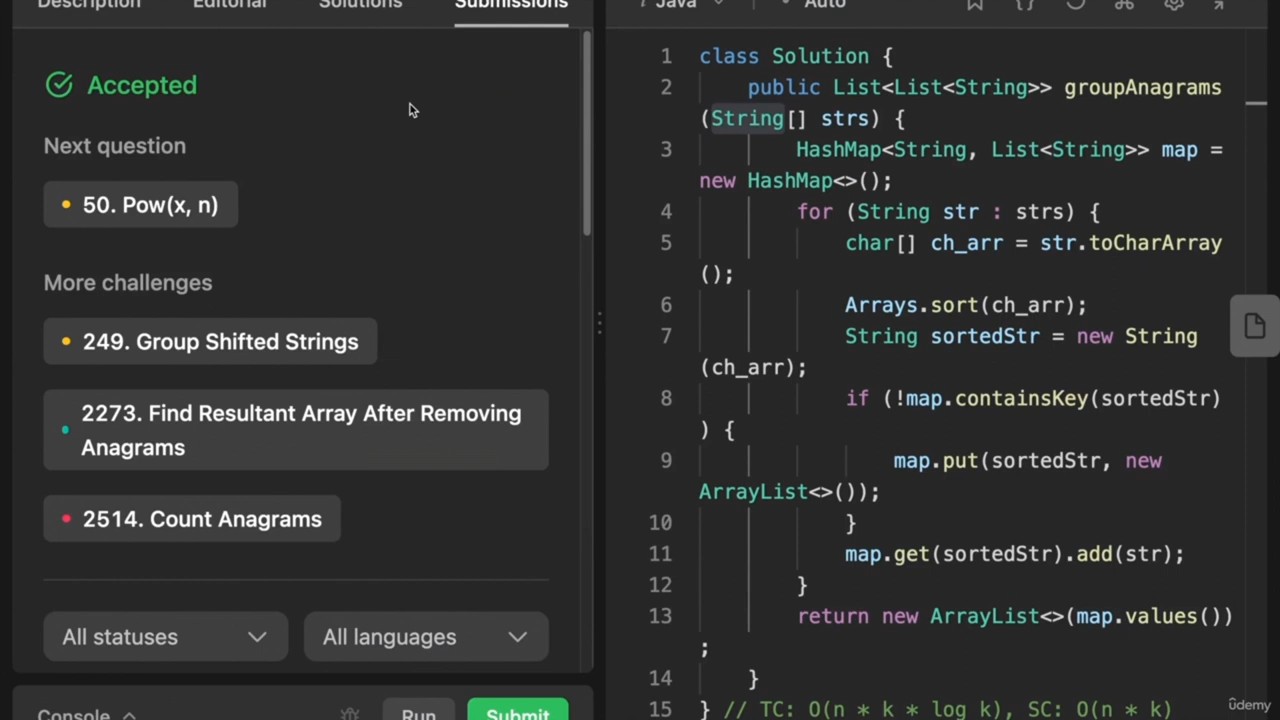 Description Editorial Solutions Submissions
Accepted
Next question
50. Pow(x, n)
More challenges
249. Group Shifted Strings
2273. Find Resultant Array After Removing
Anagrams
2514. Count Anagrams
All statuses All languages
Console Run Submit
Java Auto
1 class Solution {
2 public List<List<String>> groupAnagrams
(String[] strs) {
3 HashMap<String, List<String>> map =
new HashMap<>();
4 for (String str : strs) {
5 char[] ch_arr = str.toCharArray
();
6 Arrays.sort(ch_arr);
7 String sortedStr = new String
(ch_arr);
8 if (!map.containsKey(sortedStr)
) {
9 map.put(sortedStr, new
ArrayList<>());
10 }
11 map.get(sortedStr).add(str);
12 }
13 return new ArrayList<>(map.values())
;
14 }
15 } // TC: O(n * k * log k), SC: O(n * k)
ûdemy